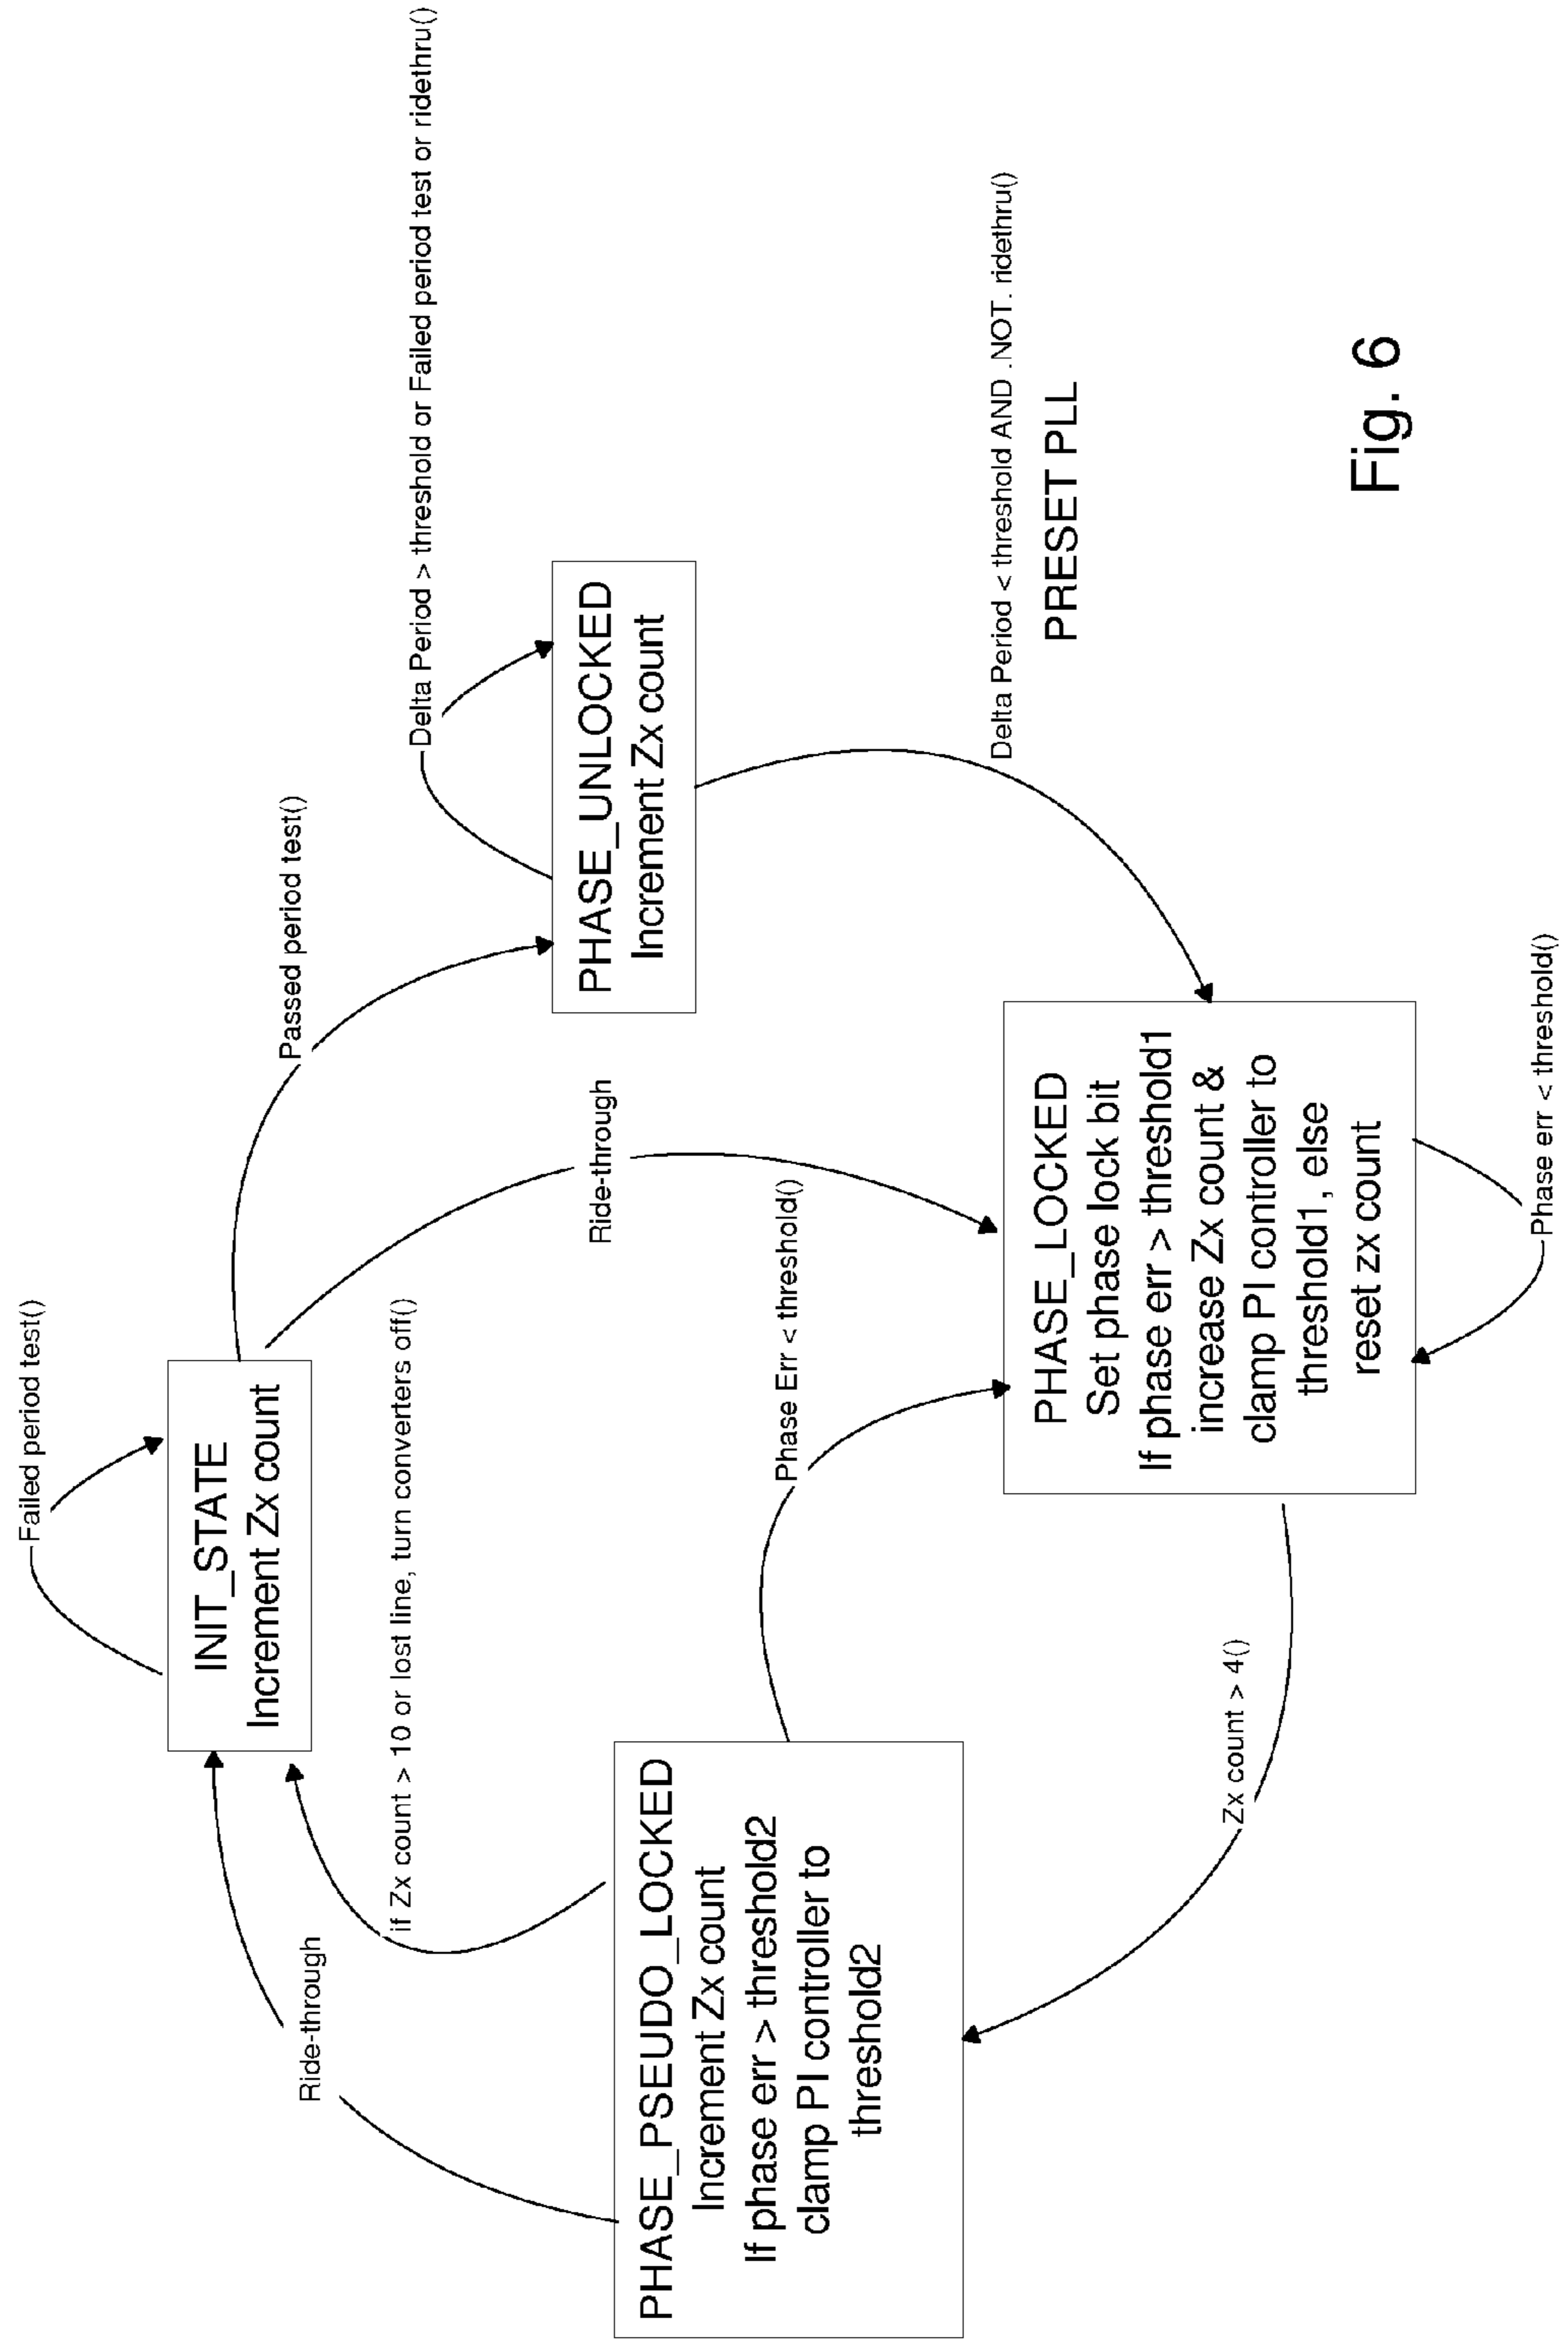 Failed period test()
INIT_STATE
Increment Zx count
Passed period test()
Ride-through
if Zx count > 10 or lost line, turn converters off()
Delta Period > threshold or Failed period test or ridethru()
PHASE_UNLOCKED
Increment Zx count
Ride-through
PHASE_PSEUDO_LOCKED
Increment Zx count
If phase err > threshold2
clamp PI controller to
threshold2
Phase Err < threshold()
Delta Period < threshold AND .NOT. ridethru()
PRESET PLL
PHASE_LOCKED
Set phase lock bit
If phase err > threshold1
increase Zx count &
clamp PI controller to
threshold1, else
reset zx count
Zx count > 4()
Phase err < threshold()
Fig. 6